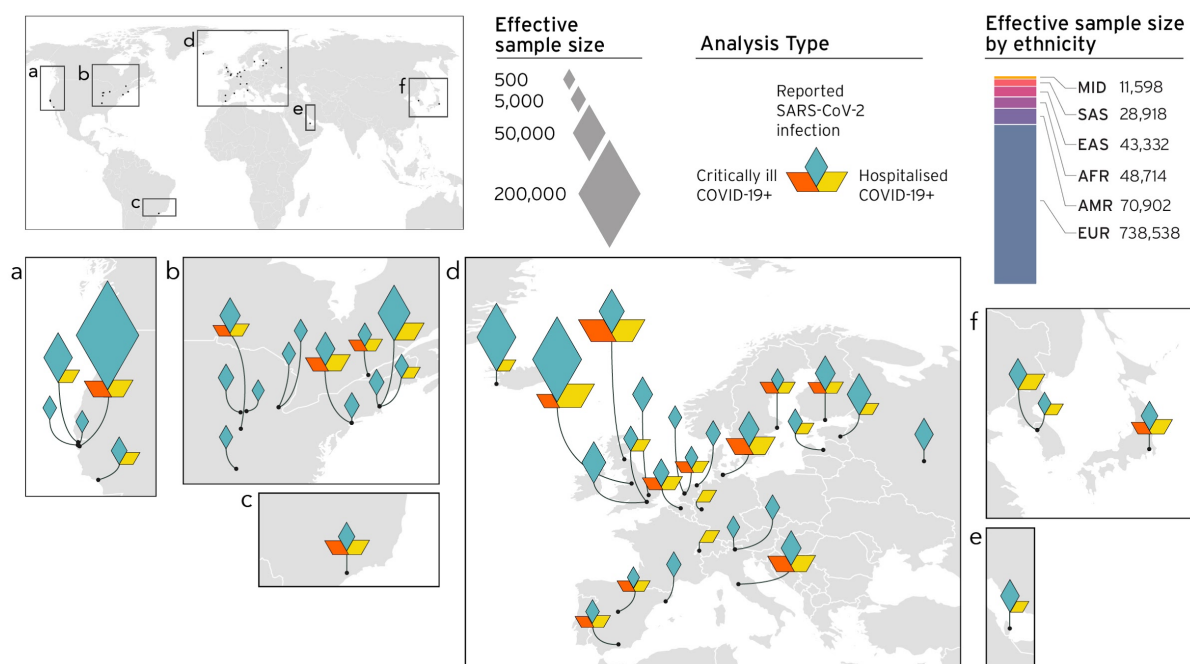 a
b
c
d
e
f
Effective
sample size
500
5,000
50,000
200,000
Analysis Type
Reported
SARS-CoV-2
infection
Critically ill
COVID-19+
Hospitalised
COVID-19+
Effective sample size
by ethnicity
MID 11,598
SAS 28,918
EAS 43,332
AFR 48,714
AMR 70,902
EUR 738,538
a
b
c
d
f
e